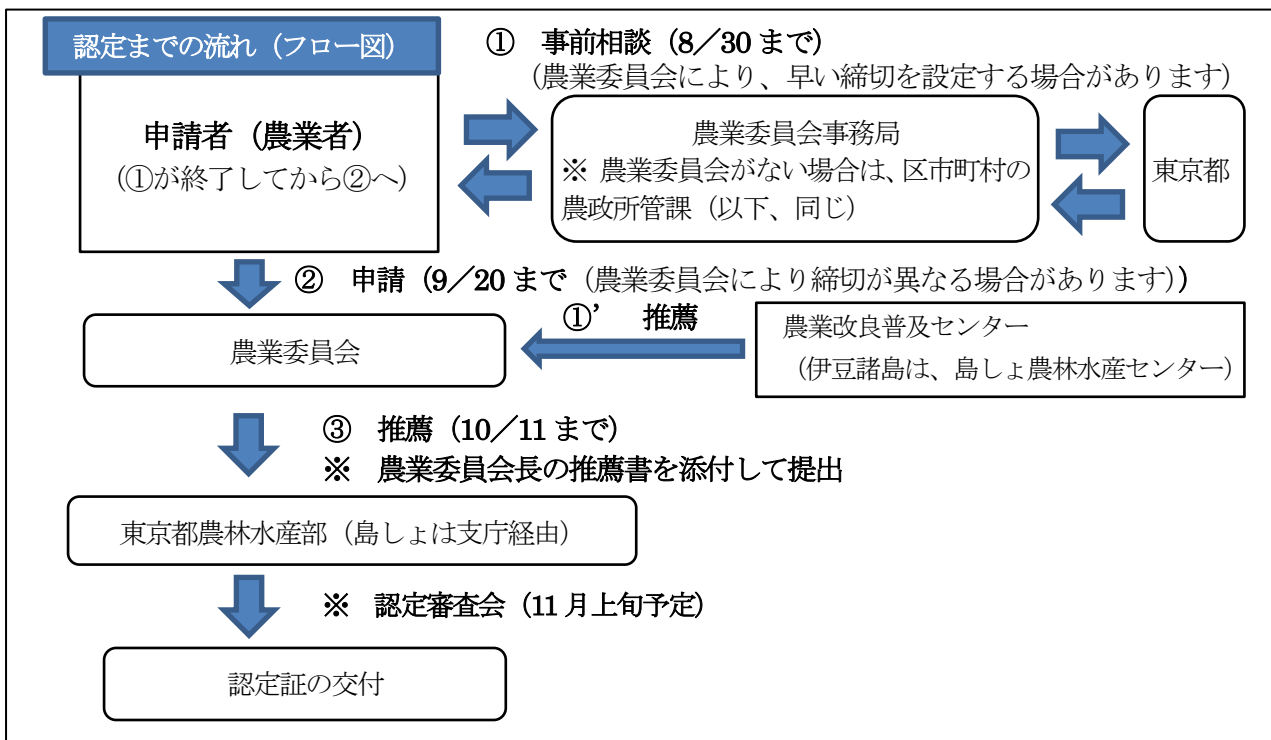 認定までの流れ（フロー図）
① 事前相談（8／30 まで）
（農業委員会により、早い締切を設定する場合があります）
申請者（農業者）
（①が終了してから②へ）
農業委員会事務局
※ 農業委員会がない場合は、区市町村の
農政所管課（以下、同じ）
東京都
② 申請（9／20 まで（農業委員会により締切が異なる場合があります））
①’ 推薦
農業委員会
農業改良普及センター
（伊豆諸島は、島しょ農林水産センター）
③ 推薦（10／11 まで）
※ 農業委員会長の推薦書を添付して提出
東京都農林水産部（島しょは支庁経由）
※ 認定審査会（11 月上旬予定）
認定証の交付